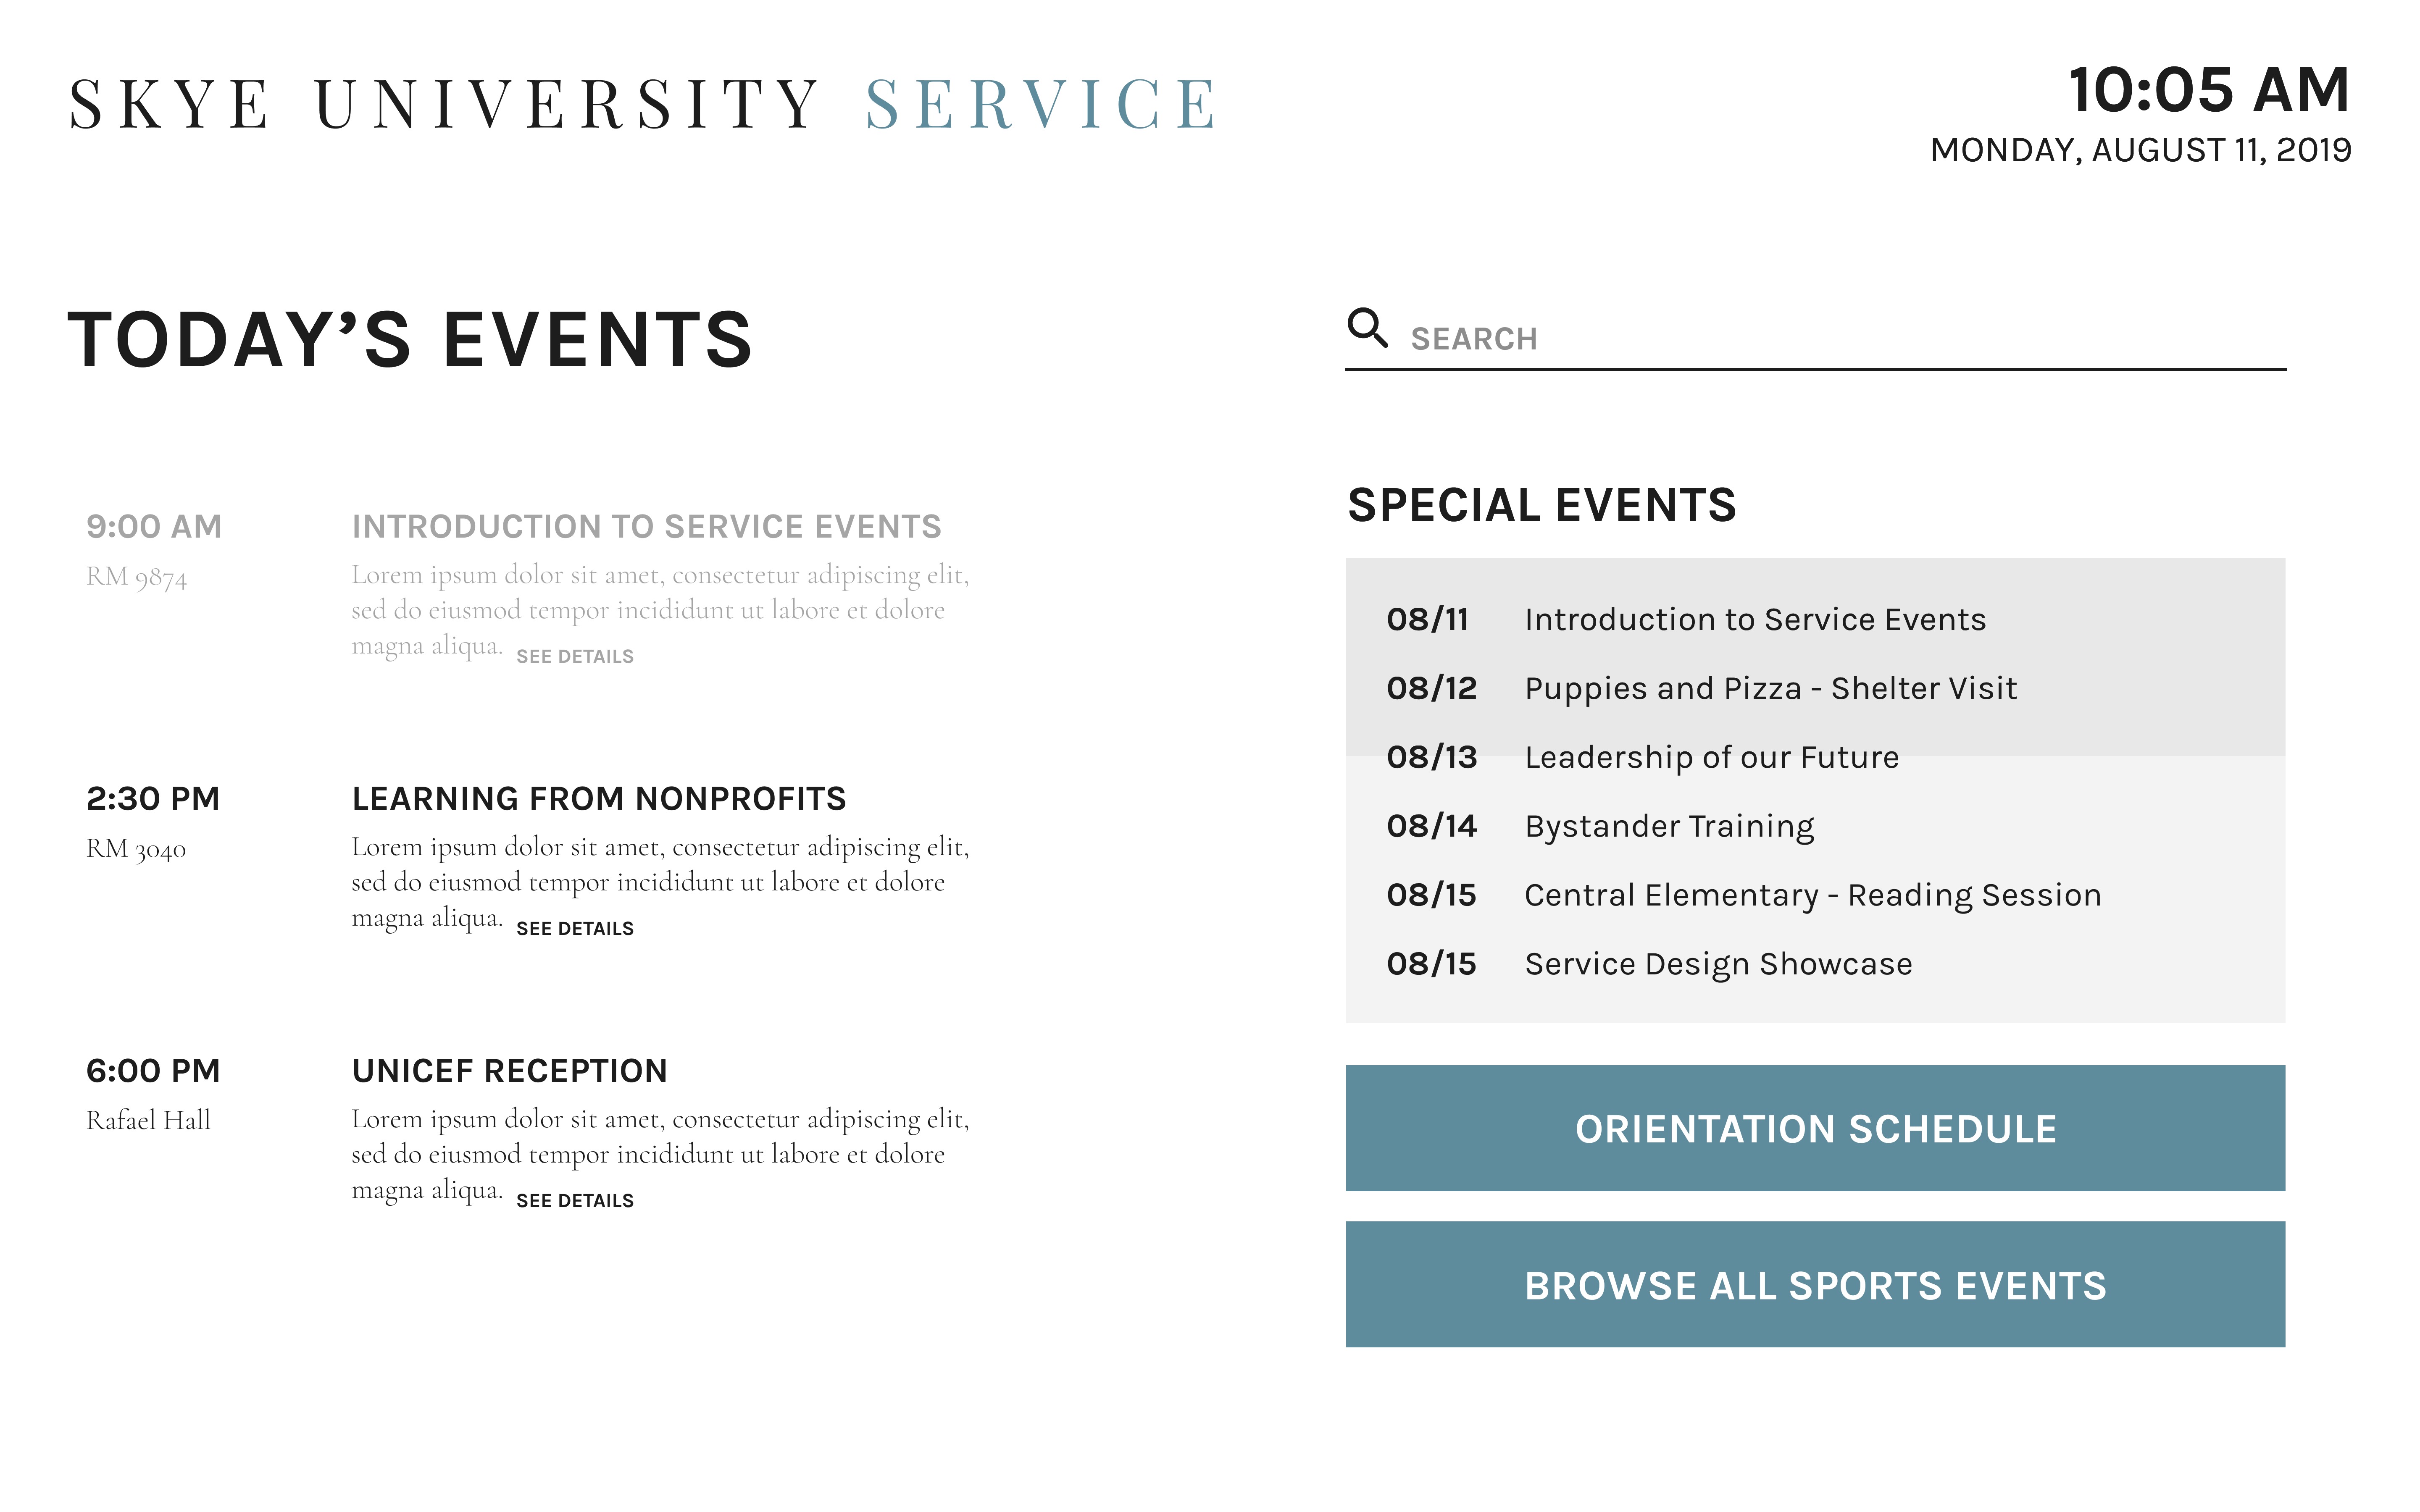 SKYE UNIVERSITY SERVICE
10:05 AM
MONDAY, AUGUST 11, 2019
TODAY’S EVENTS
9:00 AM
RM 9874
INTRODUCTION TO SERVICE EVENTS
Lorem ipsum dolor sit amet, consectetur adipiscing elit,
sed do eiusmod tempor incididunt ut labore et dolore
magna aliqua. SEE DETAILS
2:30 PM
RM 3040
LEARNING FROM NONPROFITS
Lorem ipsum dolor sit amet, consectetur adipiscing elit,
sed do eiusmod tempor incididunt ut labore et dolore
magna aliqua. SEE DETAILS
6:00 PM
Rafael Hall
UNICEF RECEPTION
Lorem ipsum dolor sit amet, consectetur adipiscing elit,
sed do eiusmod tempor incididunt ut labore et dolore
magna aliqua. SEE DETAILS
SEARCH
SPECIAL EVENTS
08/11 Introduction to Service Events
08/12 Puppies and Pizza - Shelter Visit
08/13 Leadership of our Future
08/14 Bystander Training
08/15 Central Elementary - Reading Session
08/15 Service Design Showcase
ORIENTATION SCHEDULE
BROWSE ALL SPORTS EVENTS